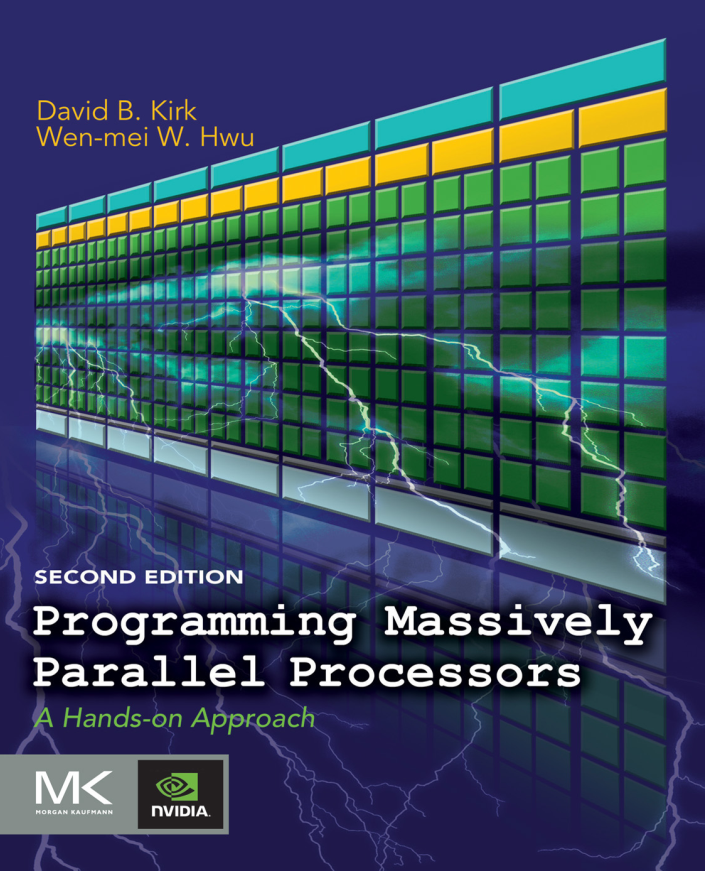 David B. Kirk
Wen-mei W. Hwu
SECOND EDITION
Programming Massively
Parallel Processors
A Hands-on Approach
MK
MORGAN KAUFMANN
NVIDIA.